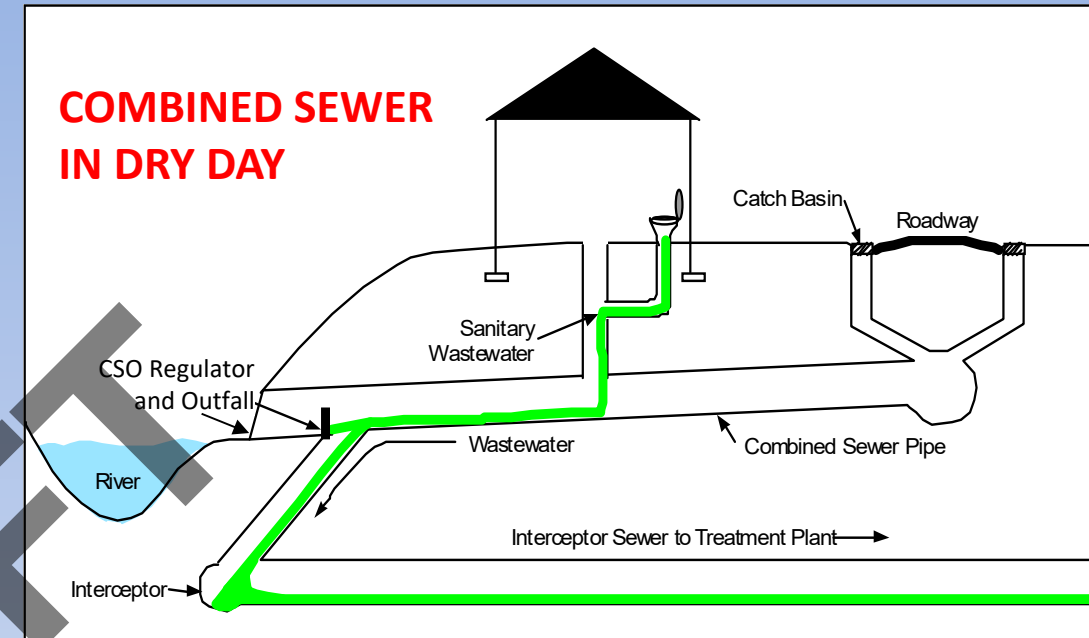 COMBINED SEWER
IN DRY DAY
Catch Basin
Roadway
Sanitary
Wastewater
CSO Regulator
and Outfall
Wastewater
Combined Sewer Pipe
River
Interceptor Sewer to Treatment Plant
Interceptor